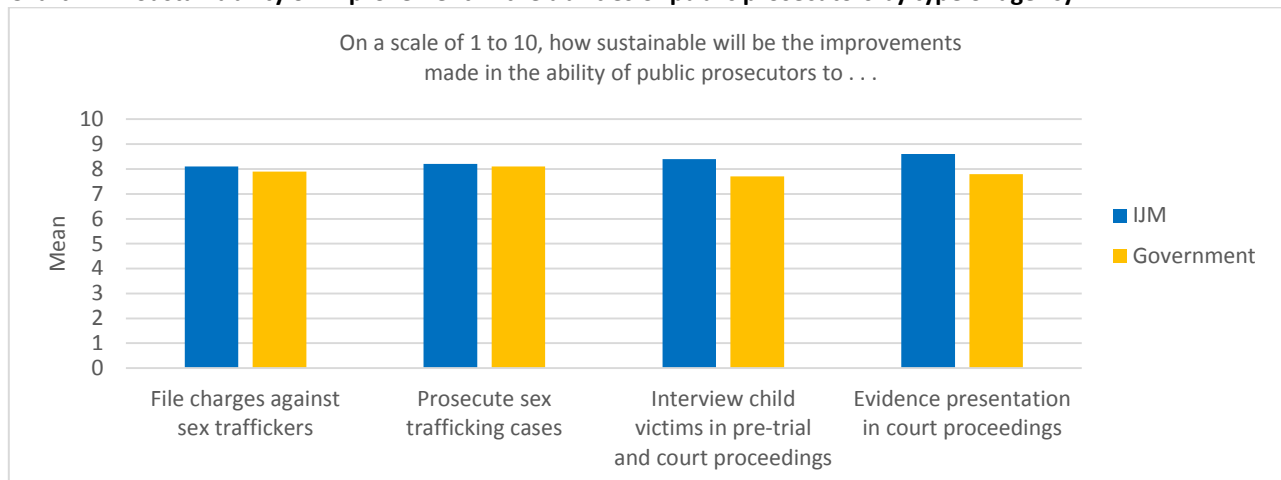 On a scale of 1 to 10, how sustainable will be the improvements
made in the ability of public prosecutors to . . .
10
9
8
7
6
5
4
3
2
1
0
Mean
File charges against
sex traffickers
Prosecute sex
trafficking cases
Interview child
victims in pre-trial
and court proceedings
Evidence presentation
in court proceedings
IJM
Government